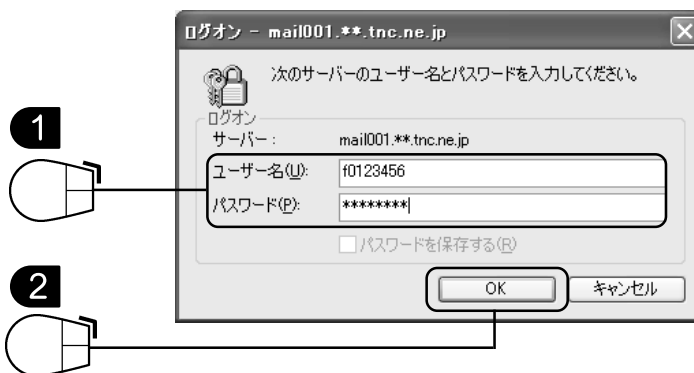 ログオン - mail001.**.tnc.ne.jp
次のサーバーのユーザー名とパスワードを入力してください。
ログオン
サーバー: mail001.**.tnc.ne.jp
1
ユーザー名(U): f0123456
パスワード(P): ********
パスワードを保存する(R)
2
OK キャンセル